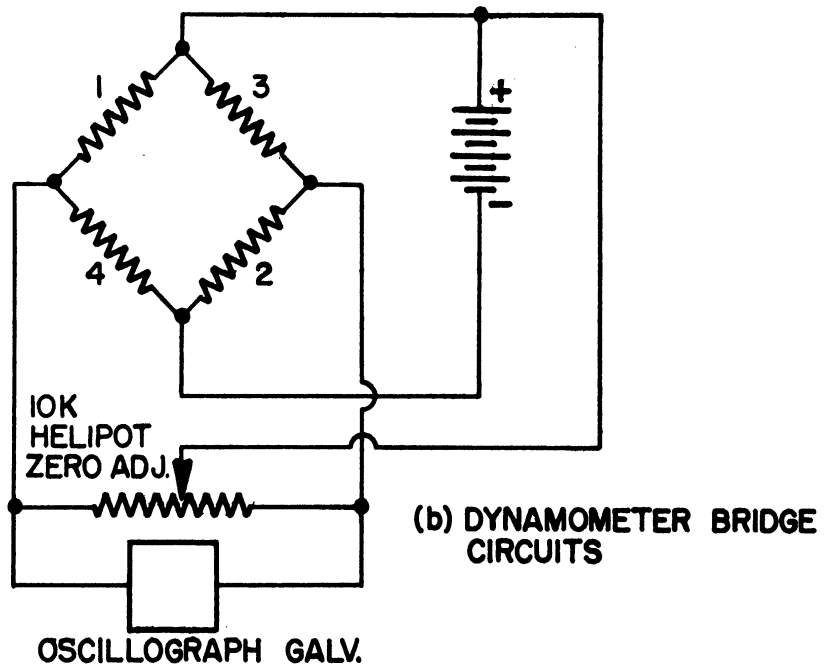 1
3
+
-
4
2
10K
HELIPOT
ZERO ADJ.
(b) DYNAMOMETER BRIDGE
CIRCUITS
OSCILLOGRAPH GALV.